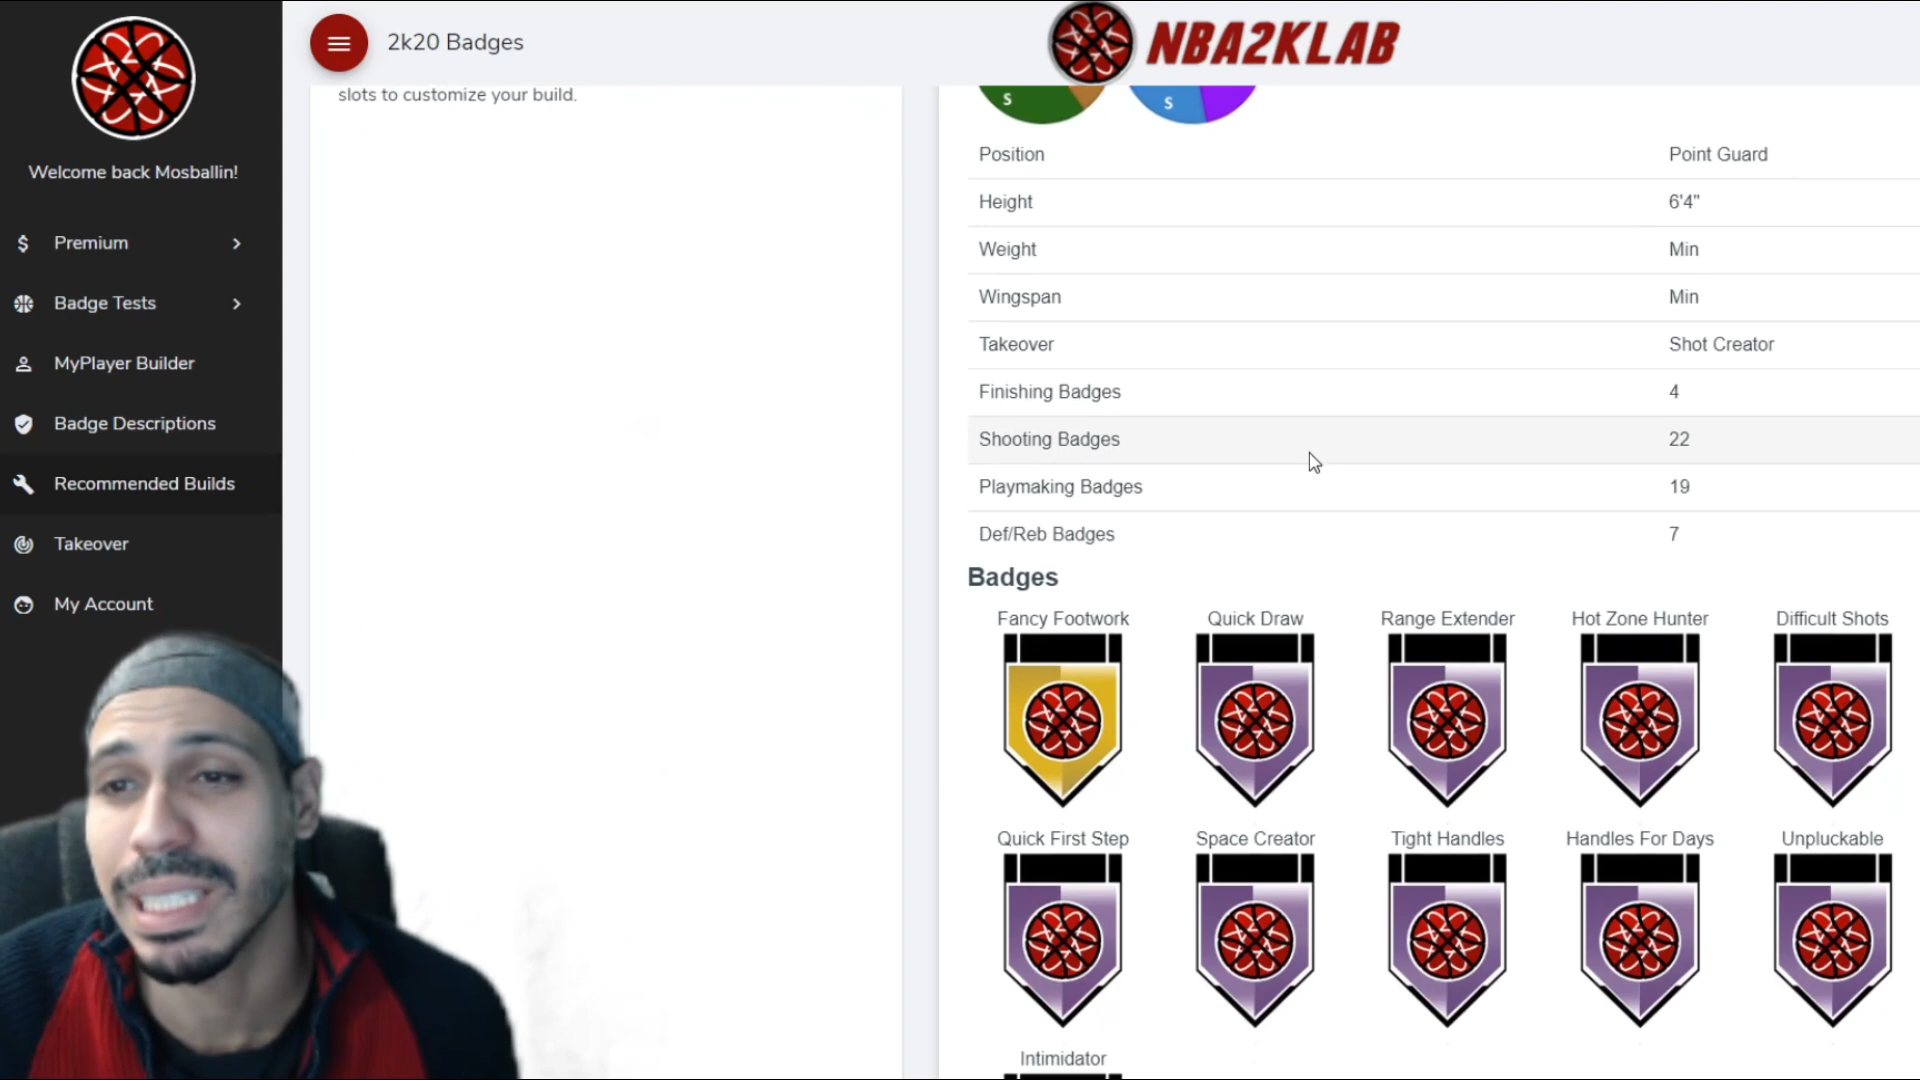 2k20 Badges
NBA2KLAB
slots to customize your build.
Welcome back Mosballin!
$ Premium
Badge Tests
MyPlayer Builder
Badge Descriptions
Recommended Builds
Takeover
My Account
S
S
Position Point Guard
Height 6'4"
Weight Min
Wingspan Min
Takeover Shot Creator
Finishing Badges 4
Shooting Badges 22
Playmaking Badges 19
Def/Reb Badges 7
Badges
Fancy Footwork Quick Draw Range Extender Hot Zone Hunter Difficult Shots
Quick First Step Space Creator Tight Handles Handles For Days Unpluckable
Intimidator